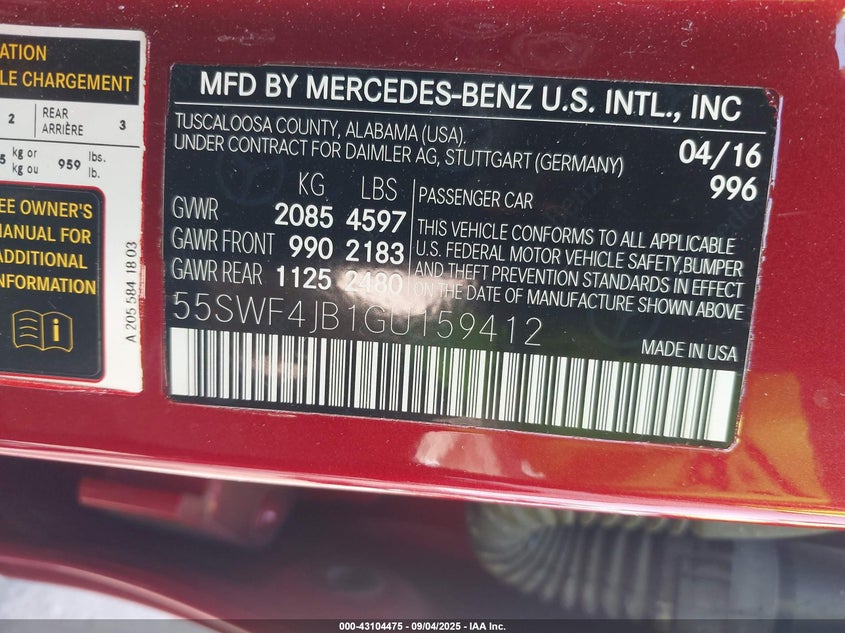 ATION
LE CHARGEMENT
2 REAR ARRIÈRE 3
5 kg or kg ou 959 lbs. lb.
EE OWNER'S
MANUAL FOR
ADDITIONAL
INFORMATION
A 205 584 18 03
MFD BY MERCEDES-BENZ U.S. INTL., INC
TUSCALOOSA COUNTY, ALABAMA (USA).
UNDER CONTRACT FOR DAIMLER AG, STUTTGART (GERMANY)
04/16
996
KG LBS
GVWR 2085 4597
GAWR FRONT 990 2183
GAWR REAR 1125 2480
PASSENGER CAR
THIS VEHICLE CONFORMS TO ALL APPLICABLE
U.S. FEDERAL MOTOR VEHICLE SAFETY,BUMPER
AND THEFT PREVENTION STANDARDS IN EFFECT
ON THE DATE OF MANUFACTURE SHOWN ABOVE
55SWF4JB1GU159412
MADE IN USA
000-43104475 - 09/04/2025 - IAA Inc.